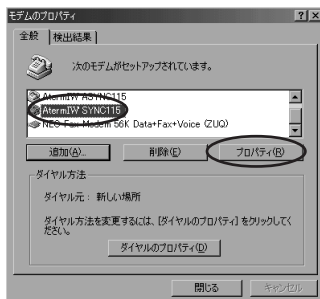 モデムのプロパティ
全般 検出結果
次のモデムがセットアップされています。
AtermIW ASYNC115
AtermIW SYNC115
NEC Fax Modem 56K Data+Fax+Voice (ZUQ)
追加(A)... 削除(E) プロパティ(R)
ダイヤル方法
ダイヤル元： 新しい場所
ダイヤル方法を変更するには、[ダイヤルのプロパティ] をクリックしてく
ださい。
ダイヤルのプロパティ(D)
閉じる キャンセル